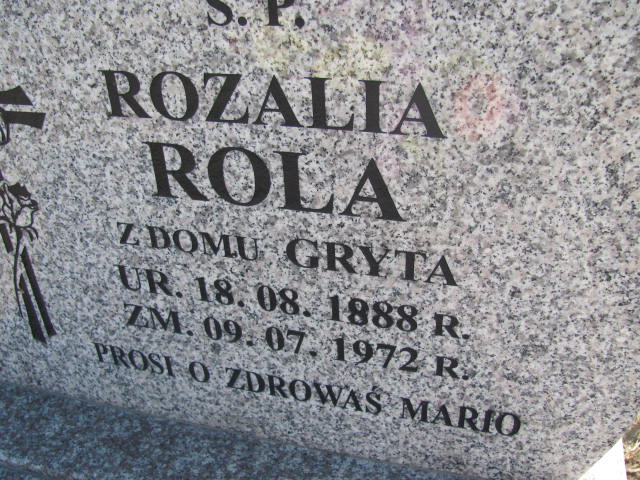 Ś. P.
ROZALIA
ROLA
Z DOMU GRYTA
UR. 18. 08. 1888 R.
ZM. 09. 07. 1972 R.
PROSI O ZDROWAŚ MARIO